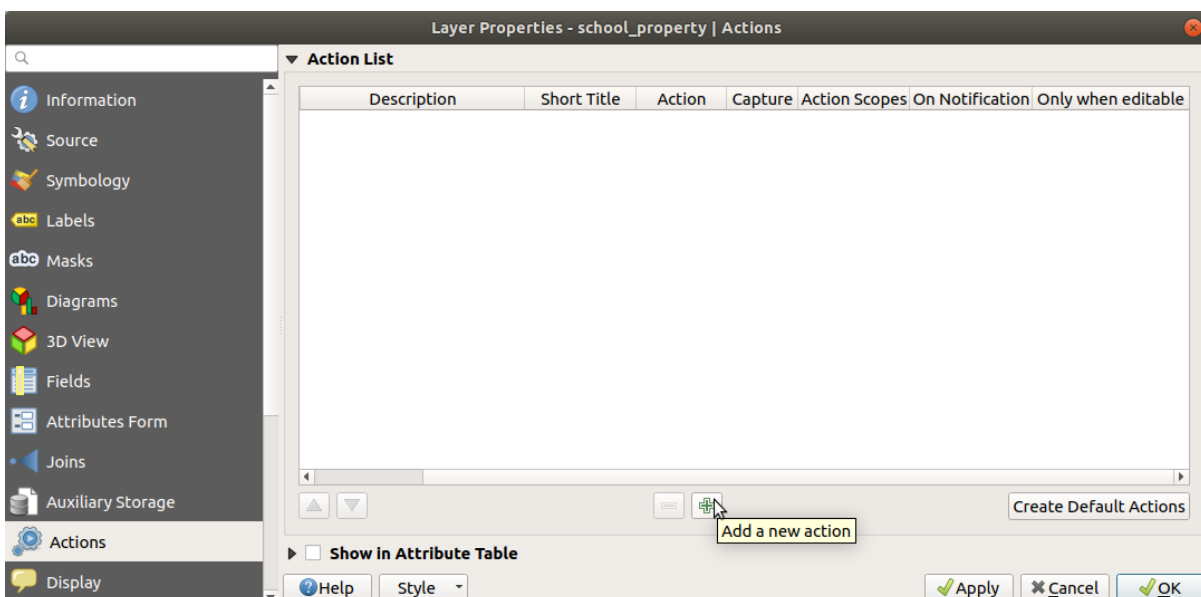 Layer Properties - school_property | Actions
Information
Source
Symbology
abc Labels
abc Masks
Diagrams
3D View
Fields
Attributes Form
Joins
Auxiliary Storage
Actions
Display
Action List
Description Short Title Action Capture Action Scopes On Notification Only when editable
Create Default Actions
Add a new action
Show in Attribute Table
Help Style Apply Cancel OK